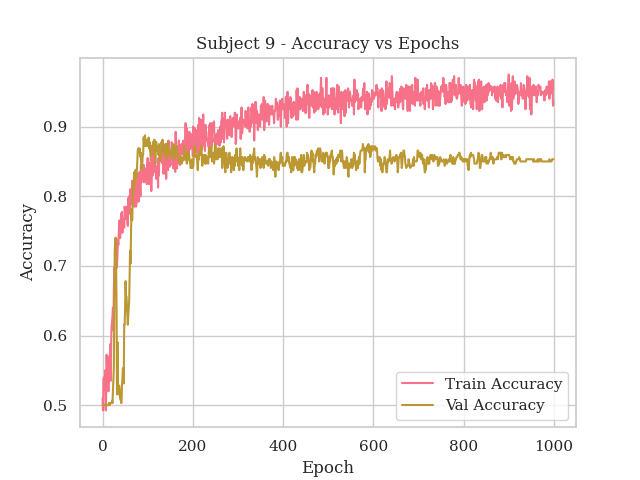 Subject 9 - Accuracy vs Epochs
Accuracy
0.9
0.8
0.7
0.6
0.5
0 200 400 600 800 1000
Epoch
Train Accuracy
Val Accuracy